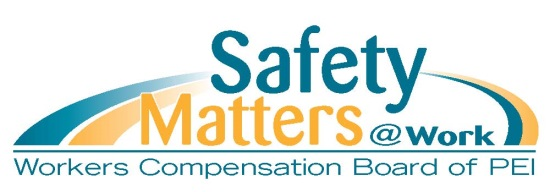 Safety
Matters @ Work
Workers Compensation Board of PEI